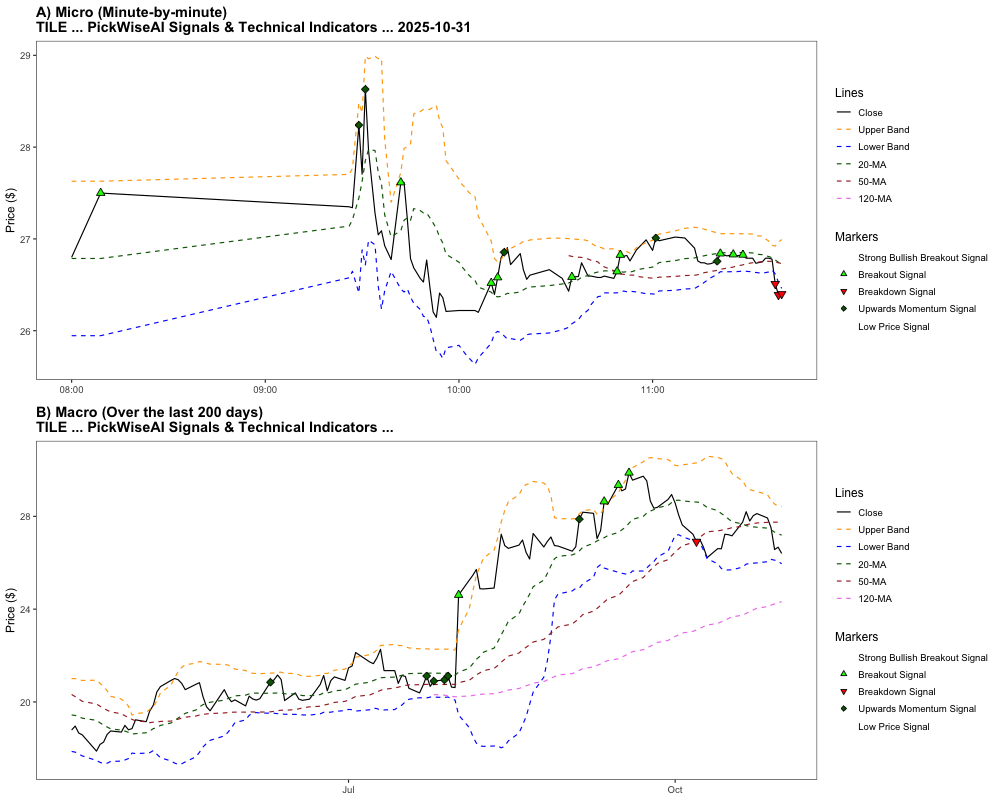 A) Micro (Minute-by-minute)
TILE ... PickWiseAI Signals & Technical Indicators ... 2025-10-31
Price ($)
29
28
27
26
08:00
09:00
10:00
11:00
Lines
Close
Upper Band
Lower Band
20-MA
50-MA
120-MA
Markers
Strong Bullish Breakout Signal
Breakout Signal
Breakdown Signal
Upwards Momentum Signal
Low Price Signal
B) Macro (Over the last 200 days)
TILE ... PickWiseAI Signals & Technical Indicators ...
Price ($)
28
24
20
Jul
Oct
Lines
Close
Upper Band
Lower Band
20-MA
50-MA
120-MA
Markers
Strong Bullish Breakout Signal
Breakout Signal
Breakdown Signal
Upwards Momentum Signal
Low Price Signal